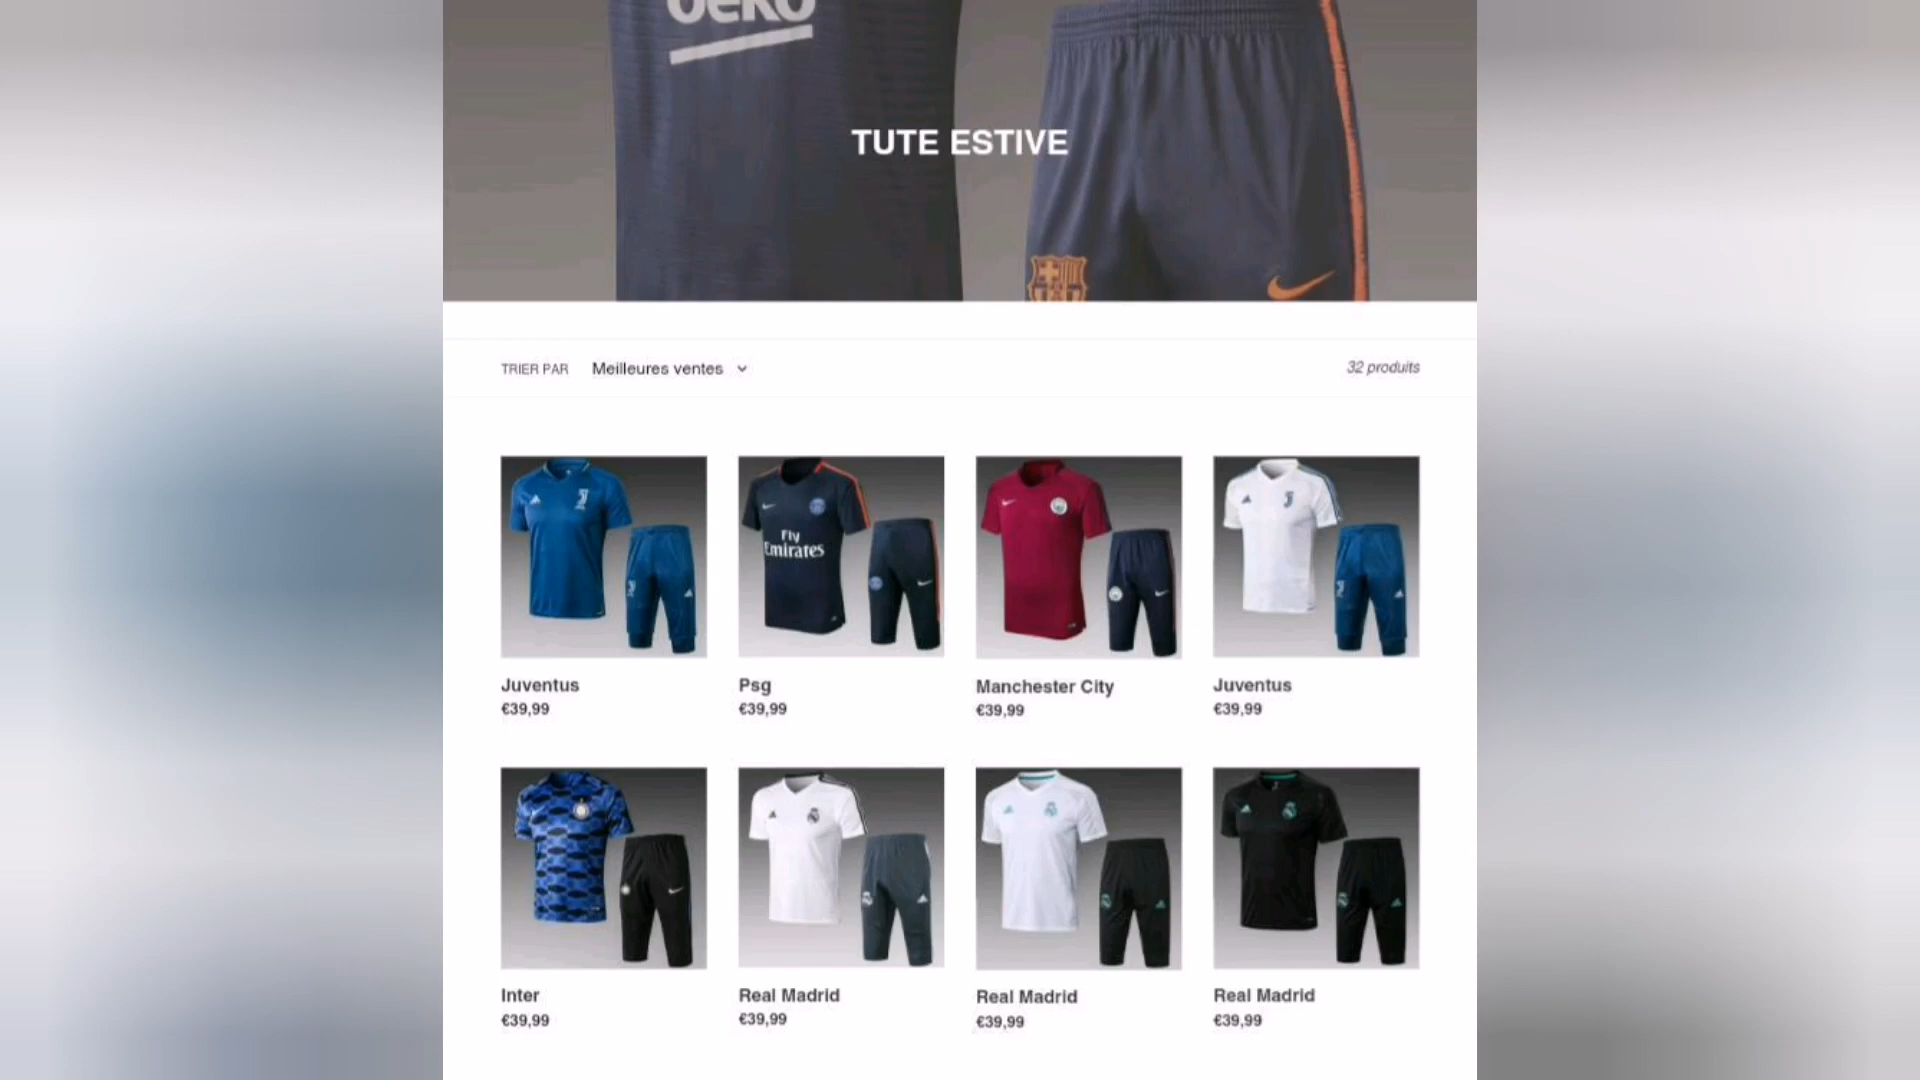 beko
TUTE ESTIVE
TRIER PAR Meilleures ventes 32 produits
Fly
Emirates
Juventus Psg Manchester City Juventus
€39,99 €39,99 €39,99 €39,99
Inter Real Madrid Real Madrid Real Madrid
€39,99 €39,99 €39,99 €39,99